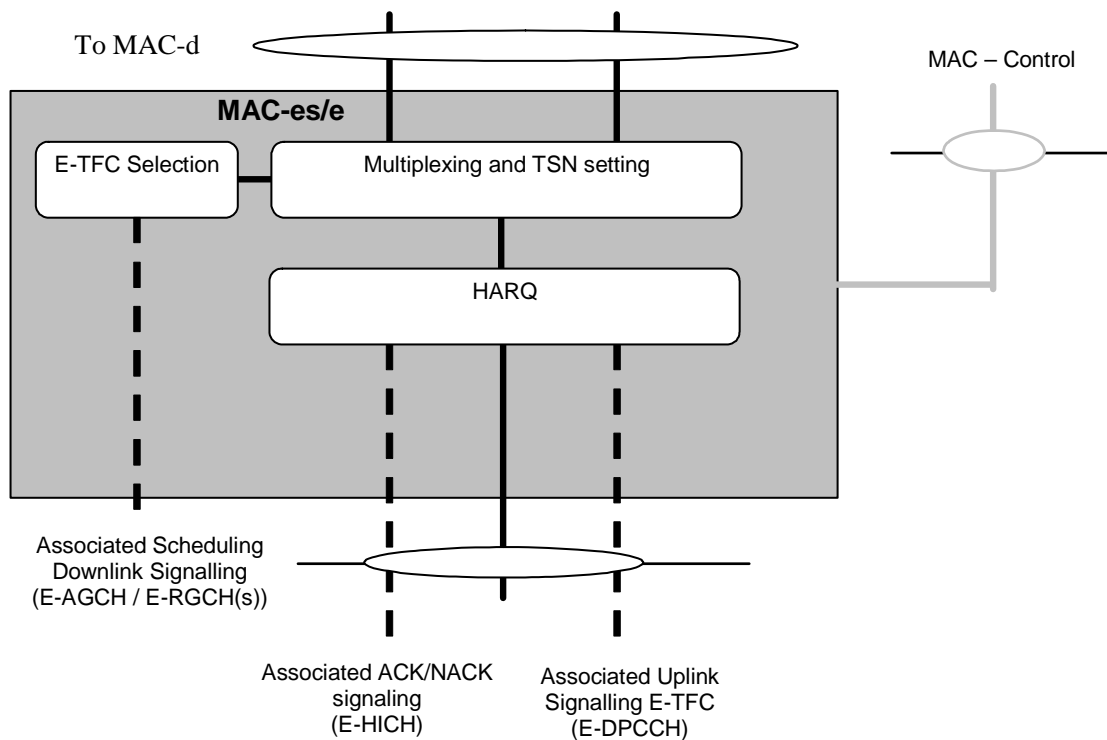 To MAC-d
MAC – Control
MAC-es/e
E-TFC Selection
Multiplexing and TSN setting
HARQ
Associated Scheduling
Downlink Signalling
(E-AGCH / E-RGCH(s))
Associated ACK/NACK
signaling
(E-HICH)
Associated Uplink
Signalling E-TFC
(E-DPCCH)